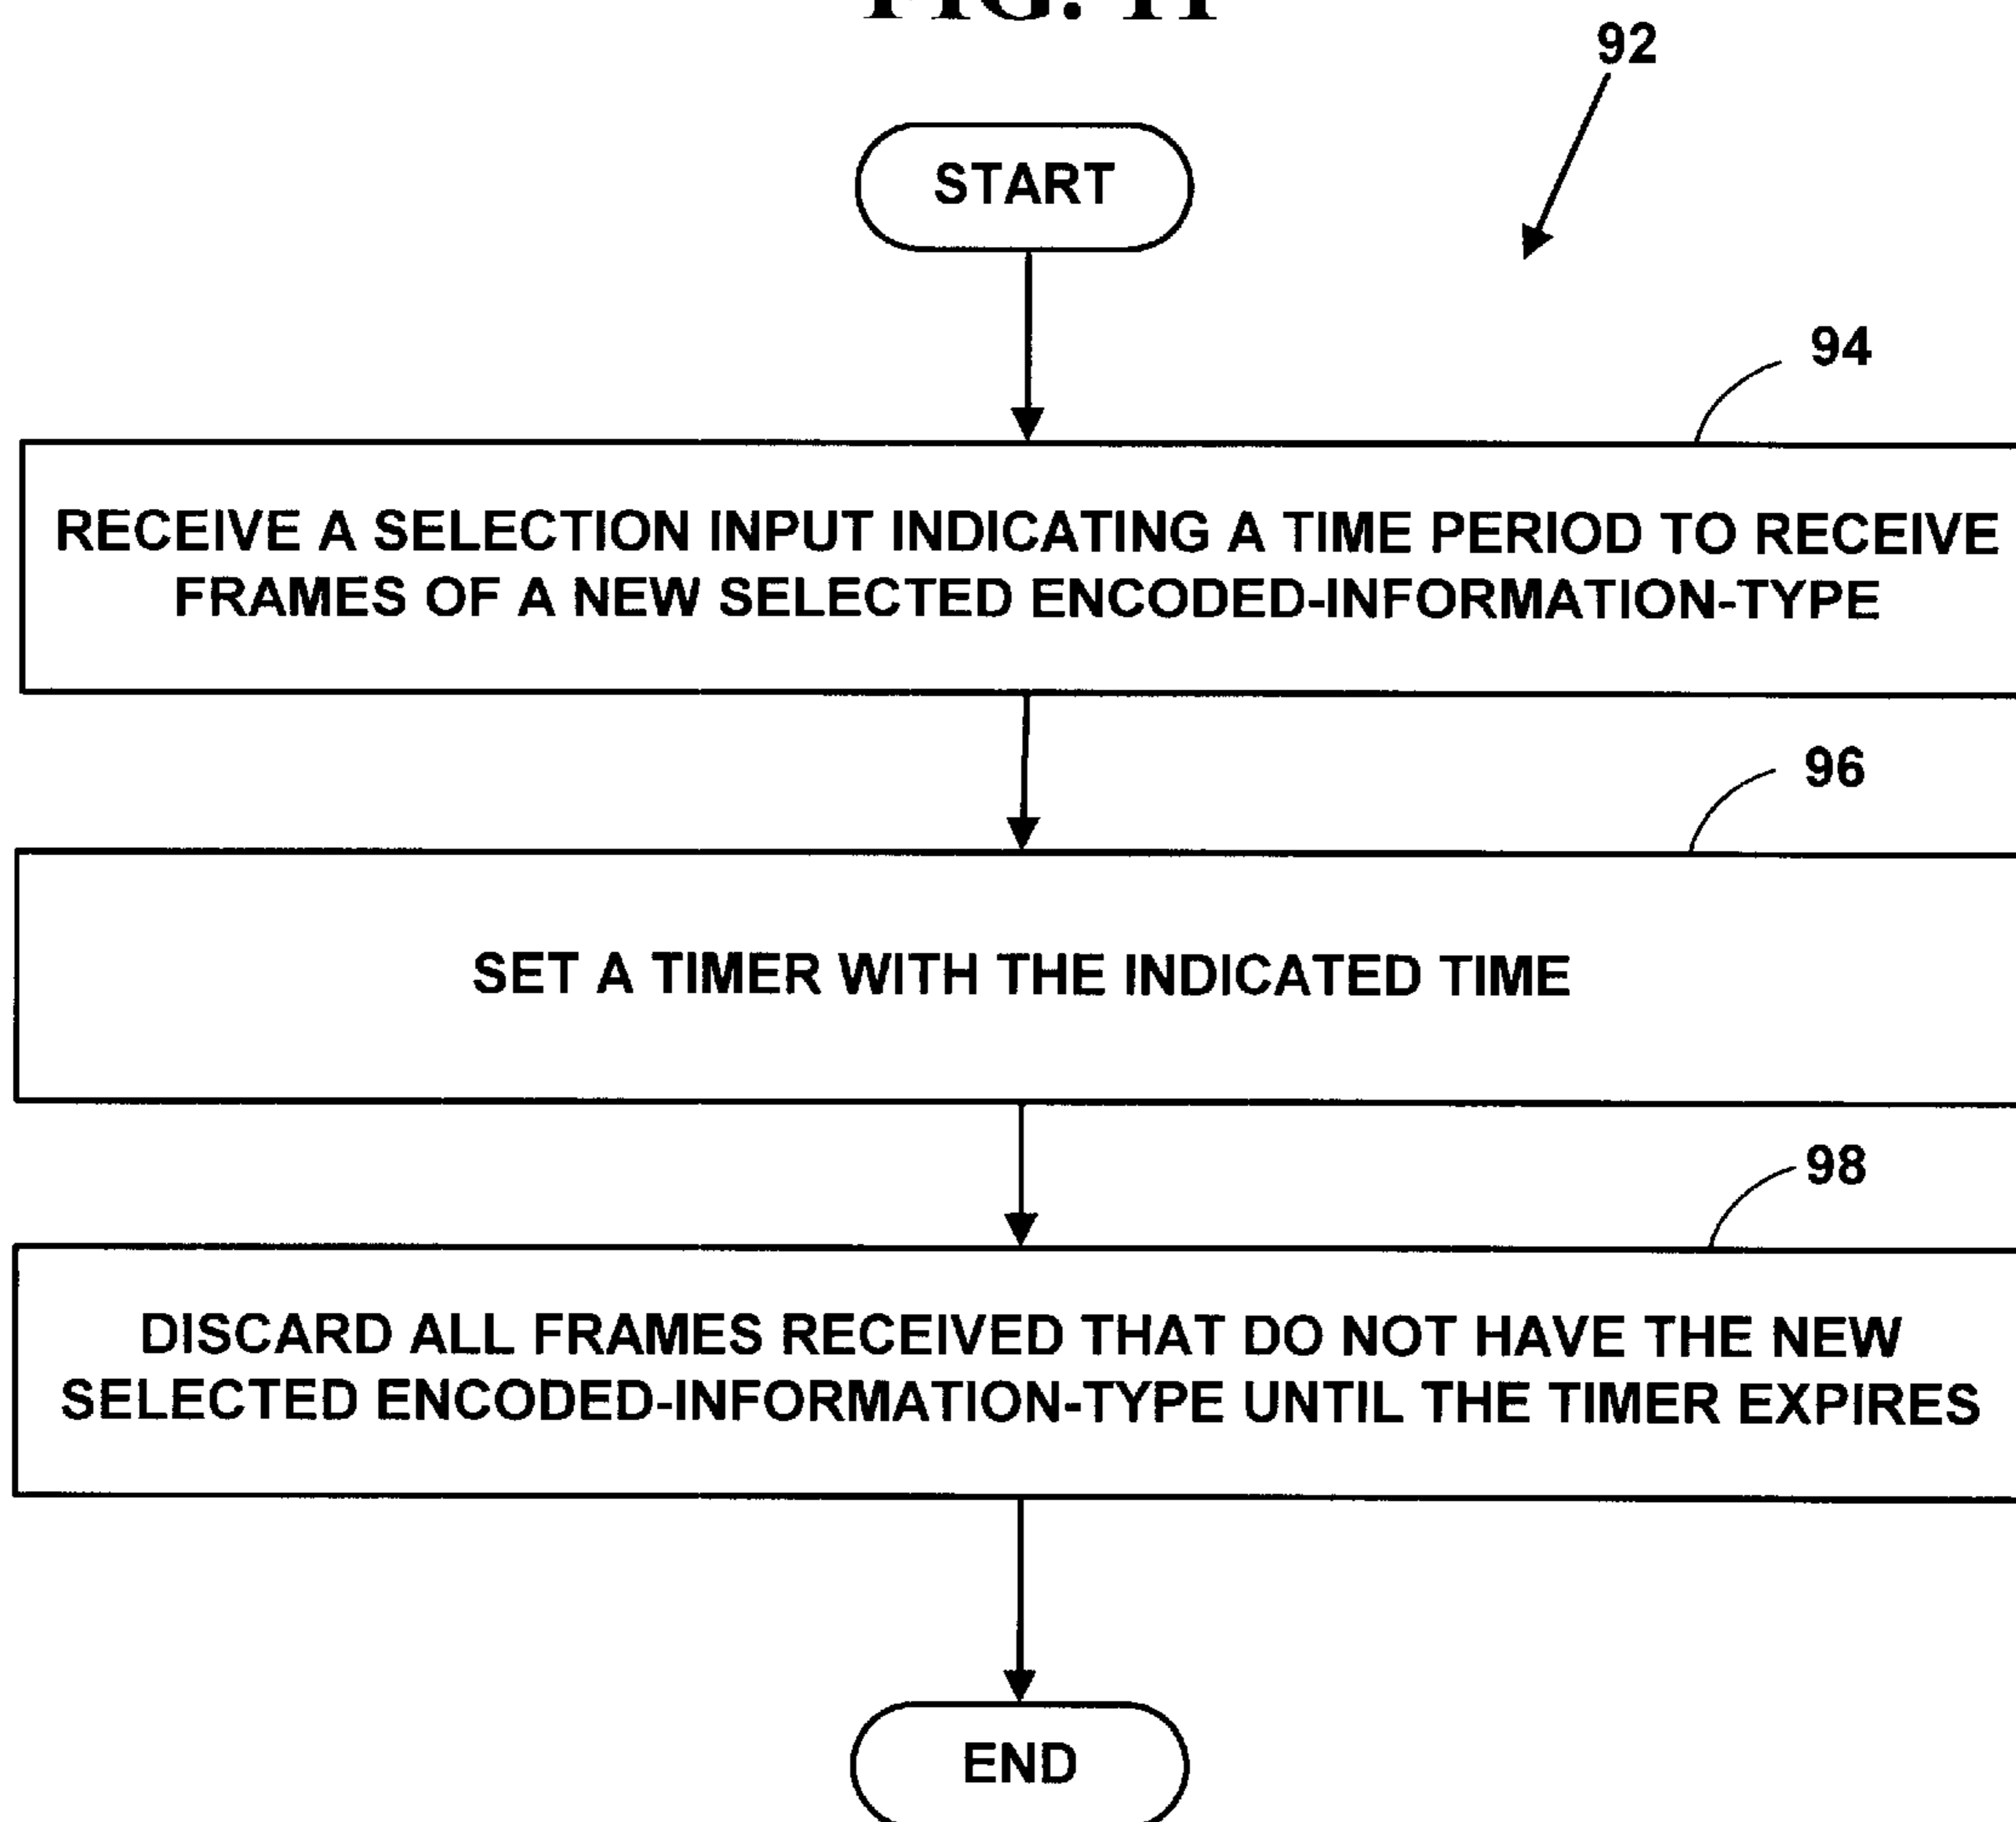 FIG. 11
92
START
94
RECEIVE A SELECTION INPUT INDICATING A TIME PERIOD TO RECEIVE
FRAMES OF A NEW SELECTED ENCODED-INFORMATION-TYPE
96
SET A TIMER WITH THE INDICATED TIME
98
DISCARD ALL FRAMES RECEIVED THAT DO NOT HAVE THE NEW
SELECTED ENCODED-INFORMATION-TYPE UNTIL THE TIMER EXPIRES
END